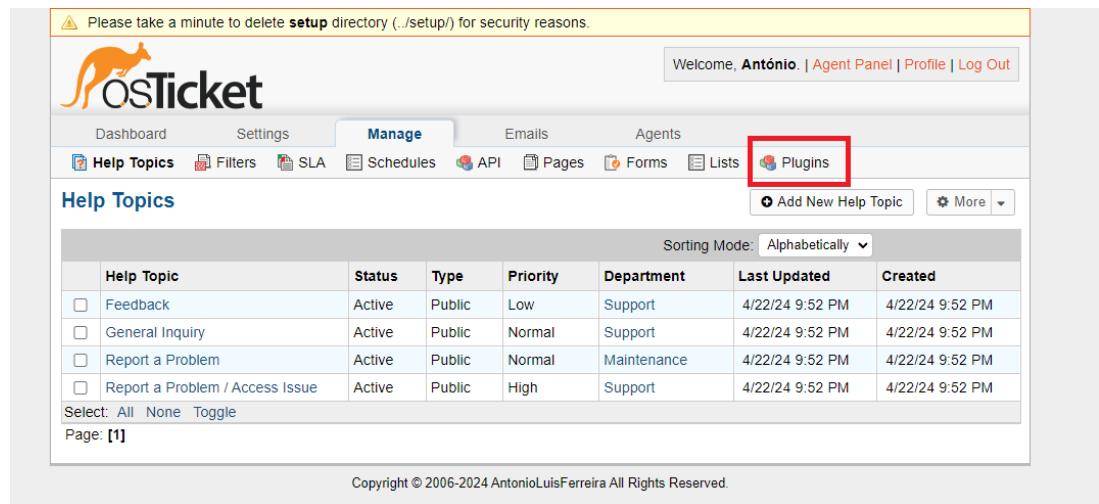 Please take a minute to delete setup directory (../setup/) for security reasons.
osTicket
Welcome, António. | Agent Panel | Profile | Log Out
Dashboard Settings Manage Emails Agents
Help Topics Filters SLA Schedules API Pages Forms Lists Plugins
Help Topics
Add New Help Topic More
Sorting Mode: Alphabetically
Help Topic Status Type Priority Department Last Updated Created
Feedback Active Public Low Support 4/22/24 9:52 PM 4/22/24 9:52 PM
General Inquiry Active Public Normal Support 4/22/24 9:52 PM 4/22/24 9:52 PM
Report a Problem Active Public Normal Maintenance 4/22/24 9:52 PM 4/22/24 9:52 PM
Report a Problem / Access Issue Active Public High Support 4/22/24 9:52 PM 4/22/24 9:52 PM
Select: All None Toggle
Page: [1]
Copyright © 2006-2024 AntonioLuisFerreira All Rights Reserved.